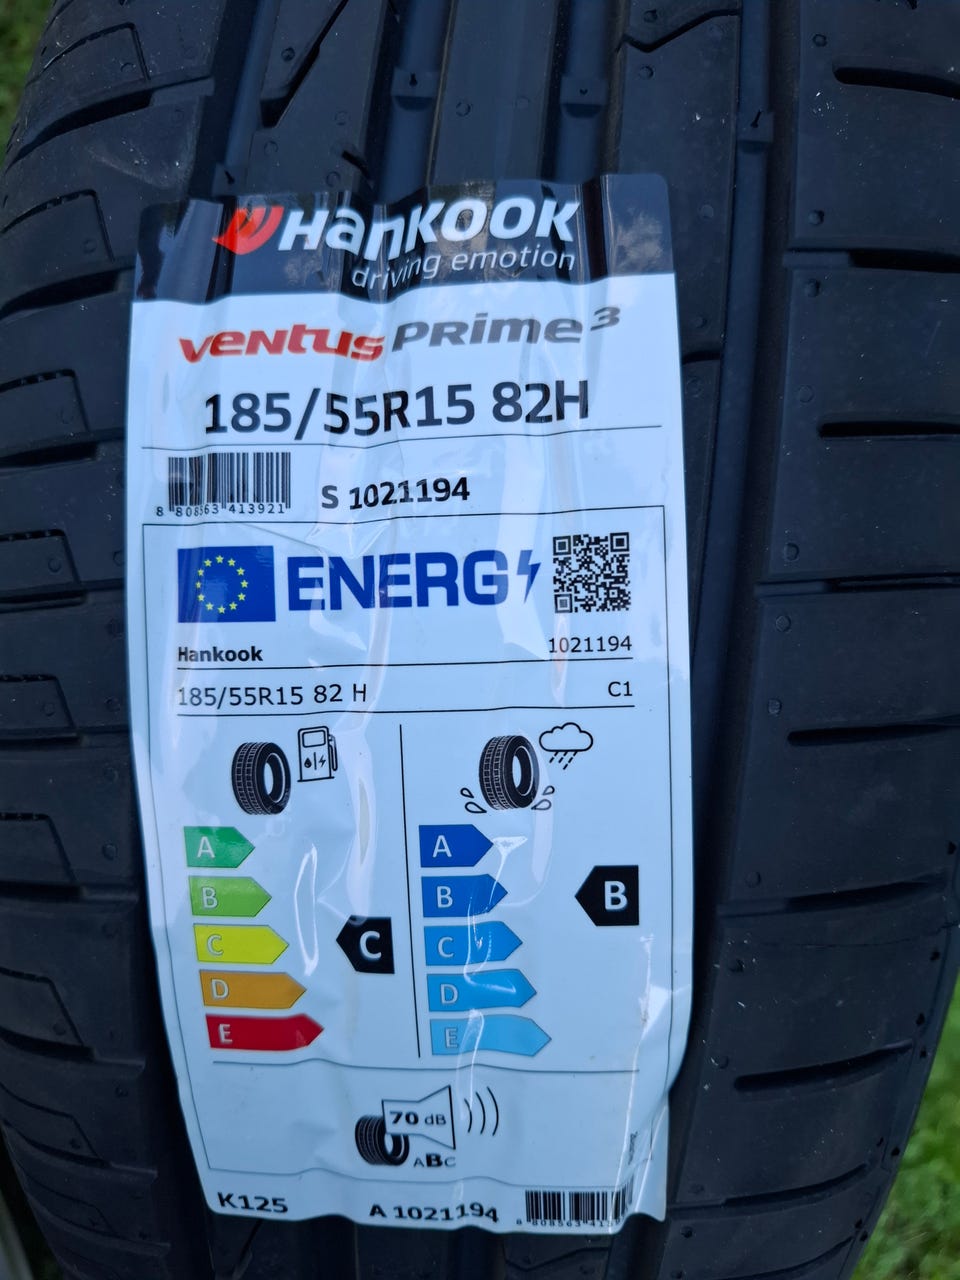 Hankook
driving emotion
Ventus Prime³
185/55R15 82H
8 808563 413921
S 1021194
ENERG
Hankook 1021194
185/55R15 82 H C1
A A
B B B
C C C
D D
E E
70 dB
ABC
K125 A 1021194